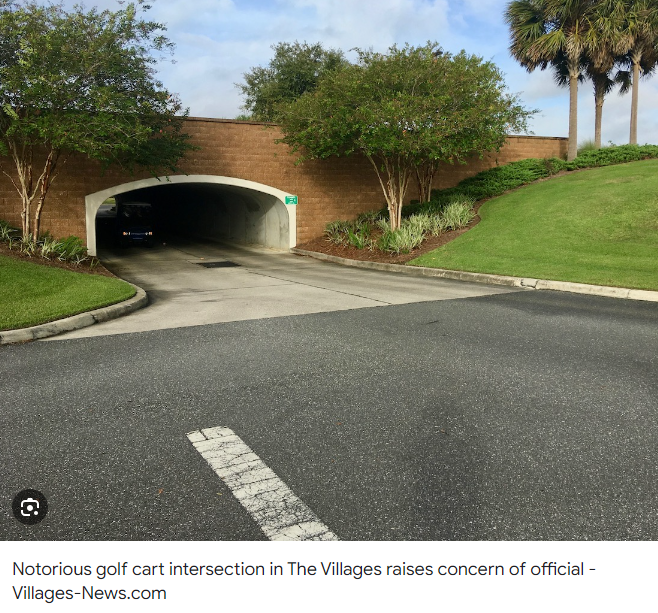 Notorious golf cart intersection in The Villages raises concern of official -
Villages-News.com